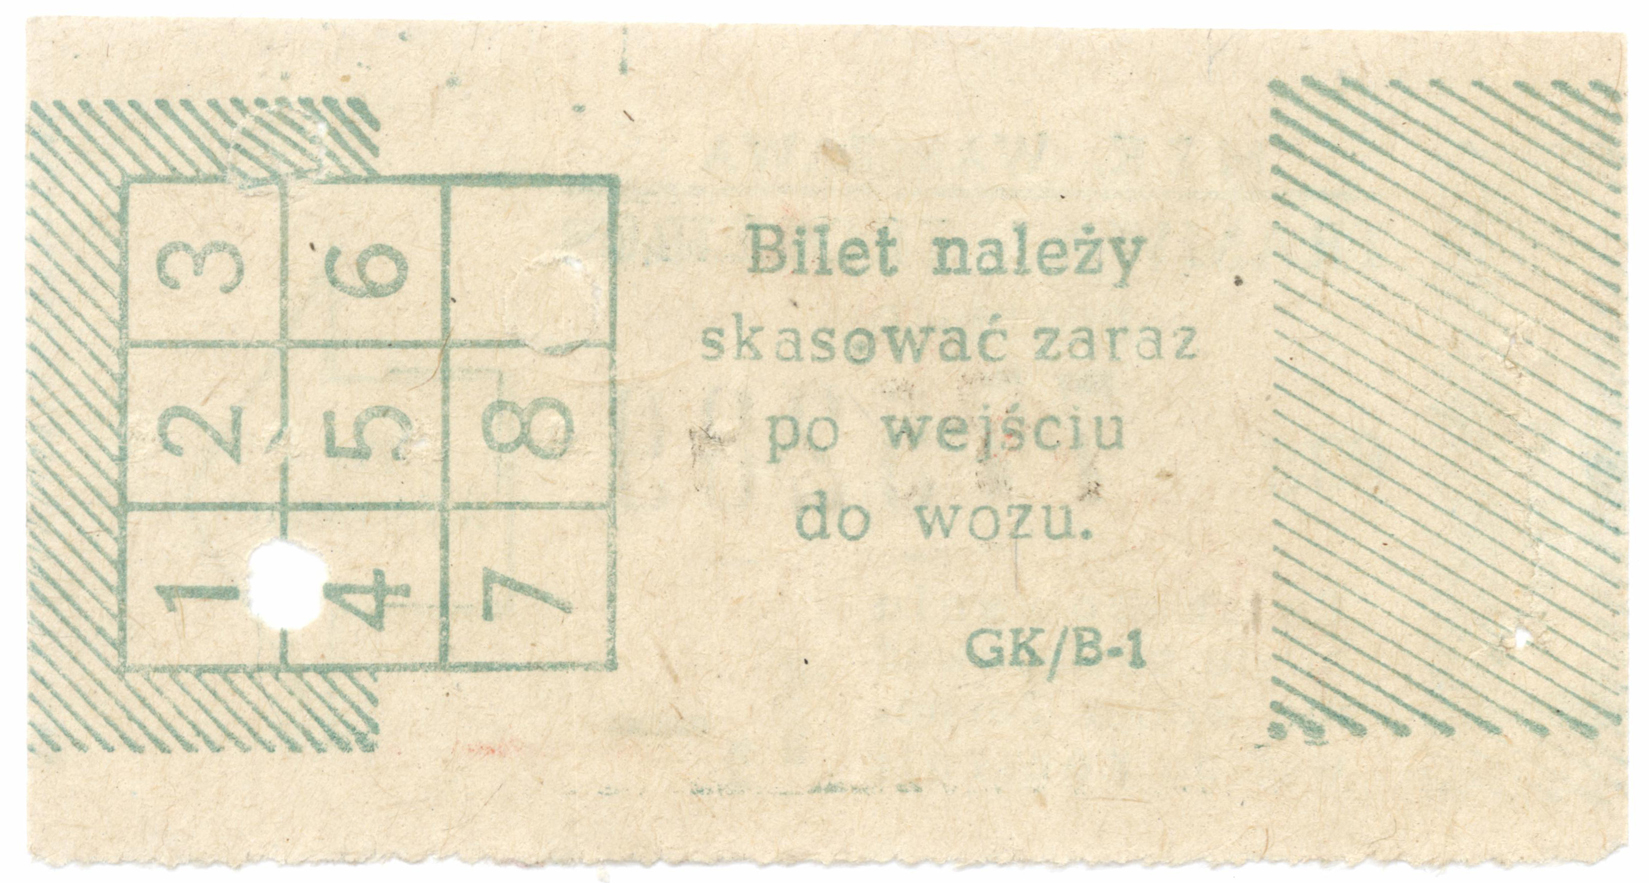 3 6
2 5 8
1 4 7
Bilet należy
skasować zaraz
po wejściu
do wozu.
GK/B-1